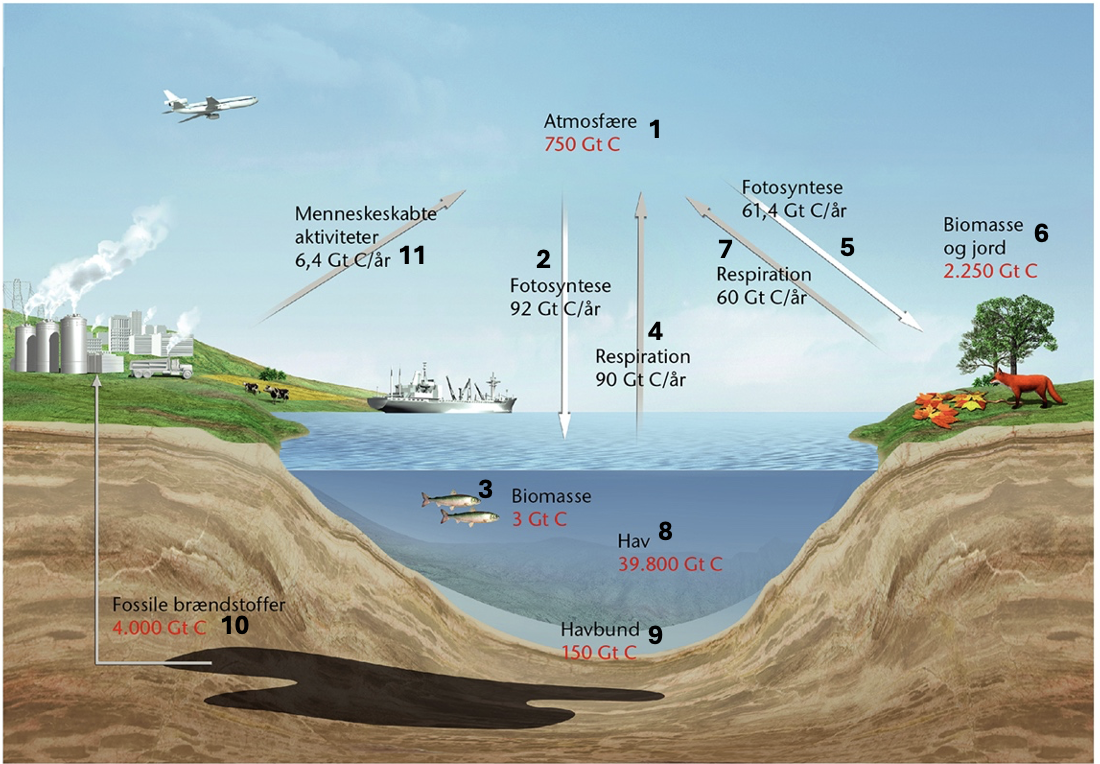 Atmosfære 1
750 Gt C
Fotosyntese
61,4 Gt C/år
5
Menneskeskabte
aktiviteter
6,4 Gt C/år 11
Biomasse
og jord 6
2.250 Gt C
2
Fotosyntese
92 Gt C/år
7
Respiration
60 Gt C/år
4
Respiration
90 Gt C/år
3 Biomasse
3 Gt C
Hav 8
39.800 Gt C
Fossile brændstoffer
4.000 Gt C 10
Havbund 9
150 Gt C